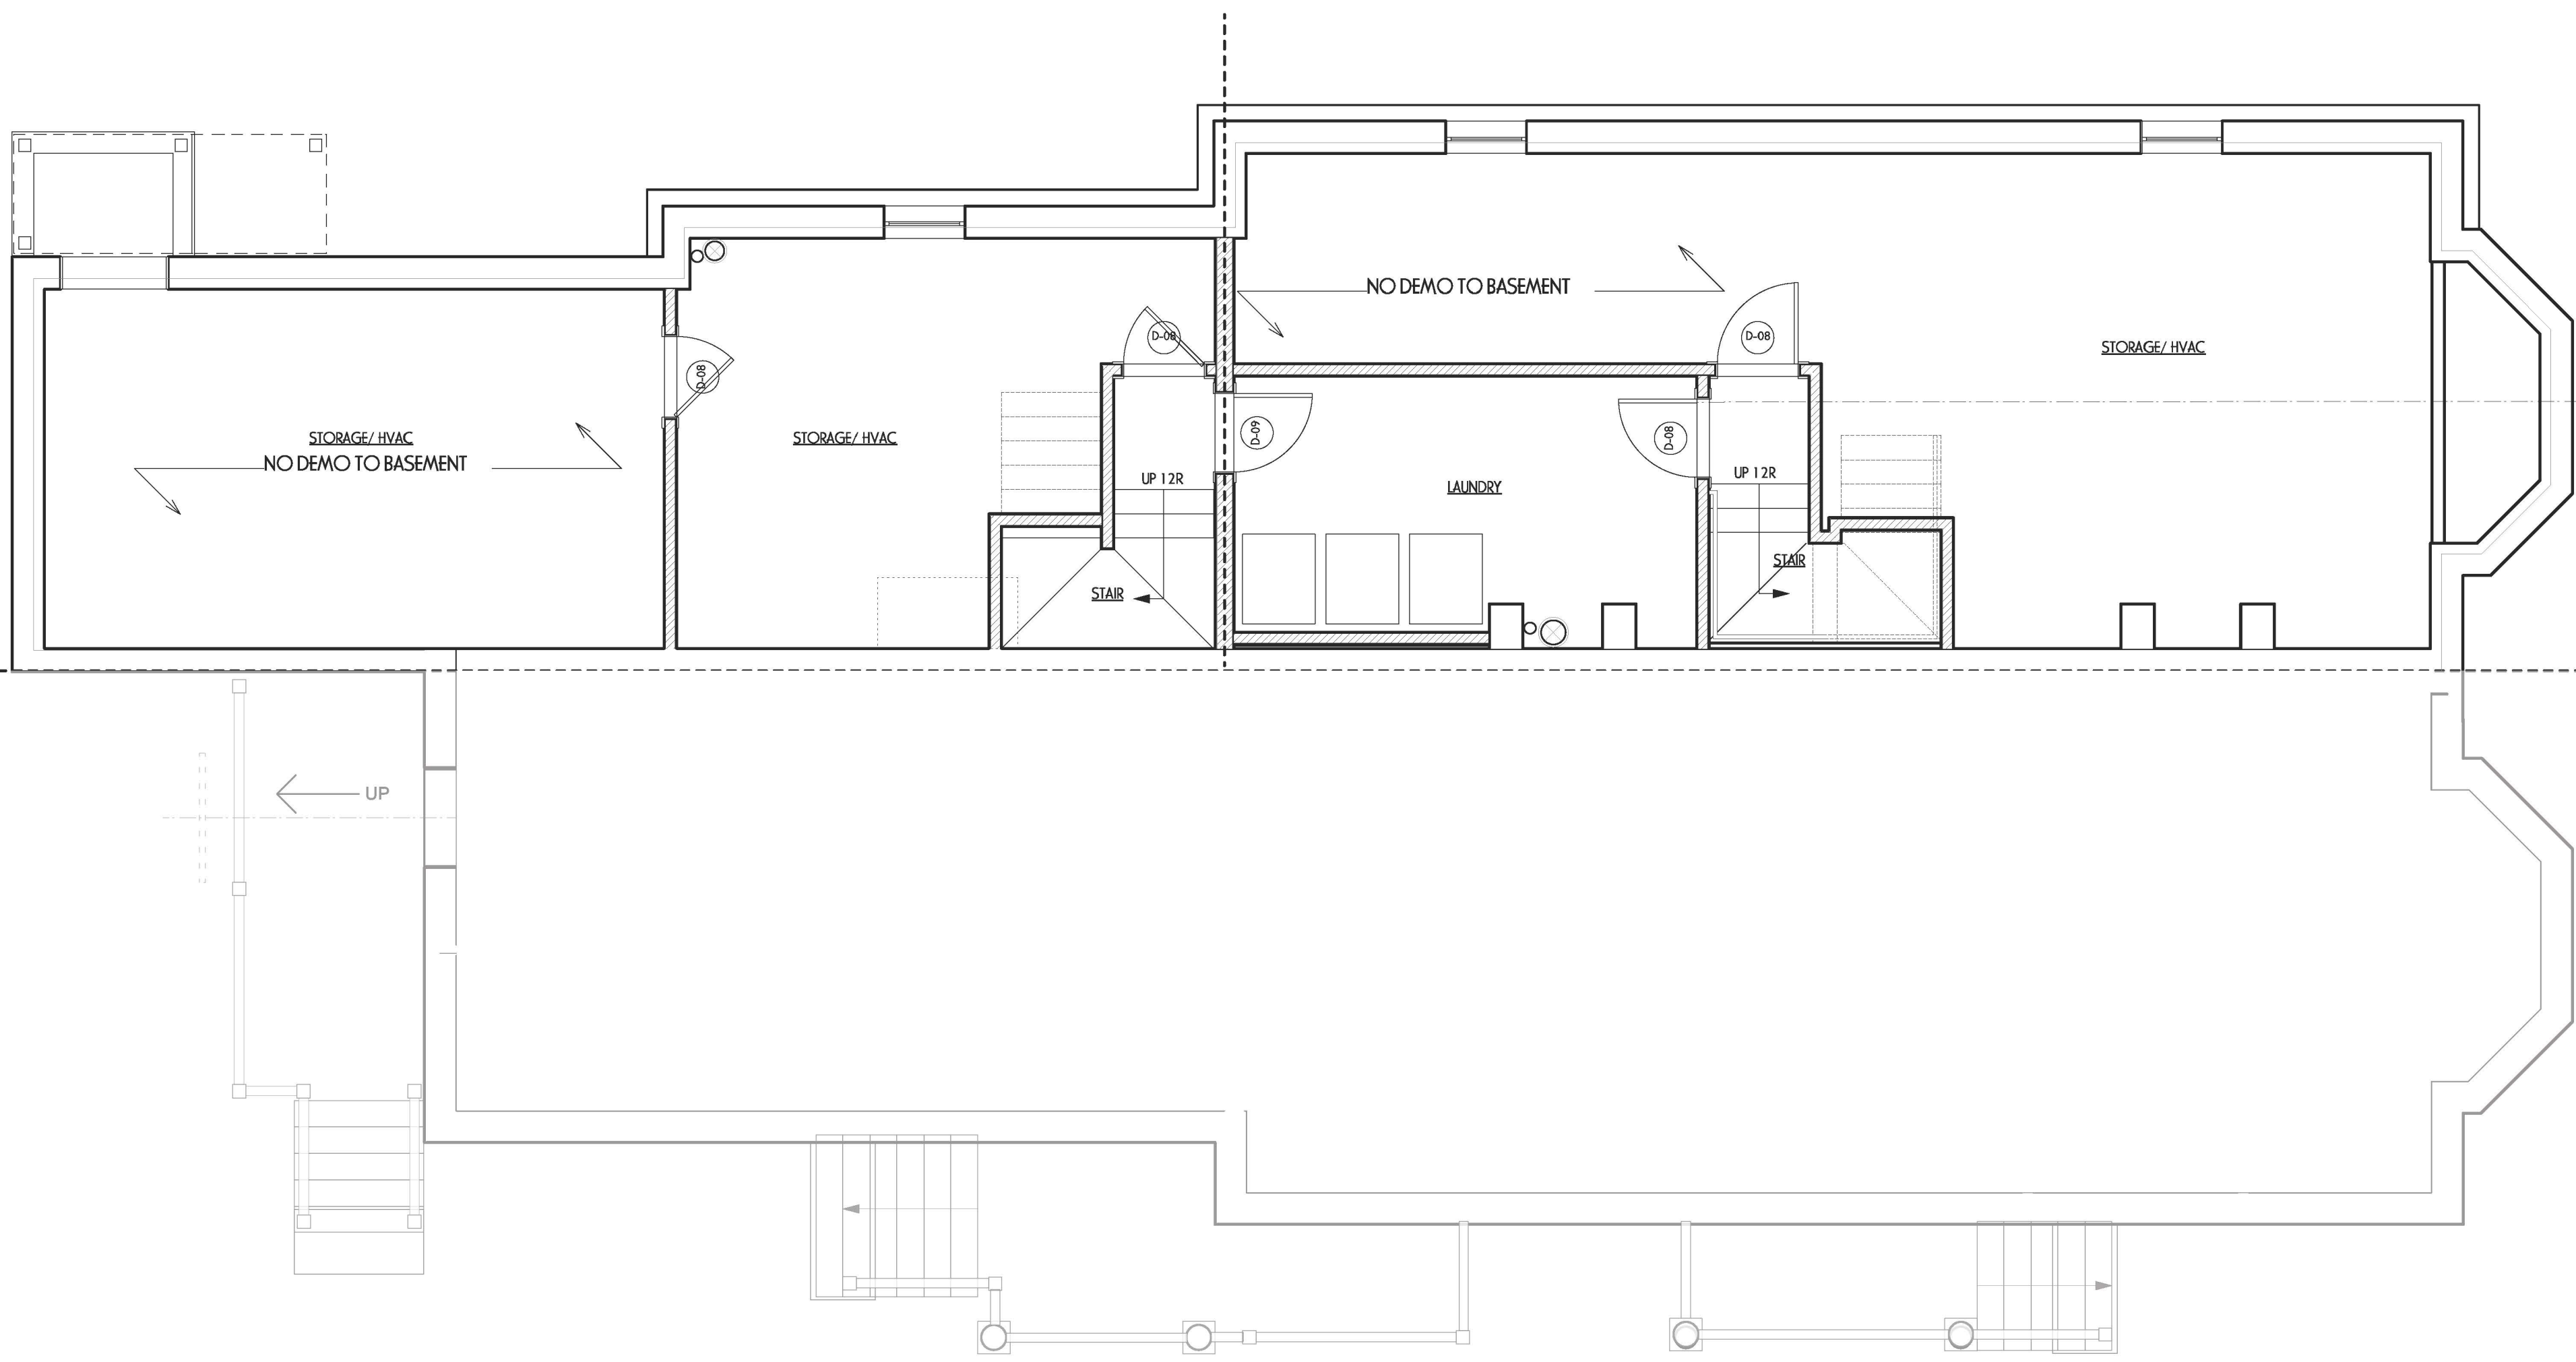 NO DEMO TO BASEMENT
D-08
D-08
STORAGE/ HVAC
D-08
STORAGE/ HVAC
NO DEMO TO BASEMENT
STORAGE/ HVAC
D-09
D-08
UP 12R
UP 12R
LAUNDRY
STAIR
STAIR
UP